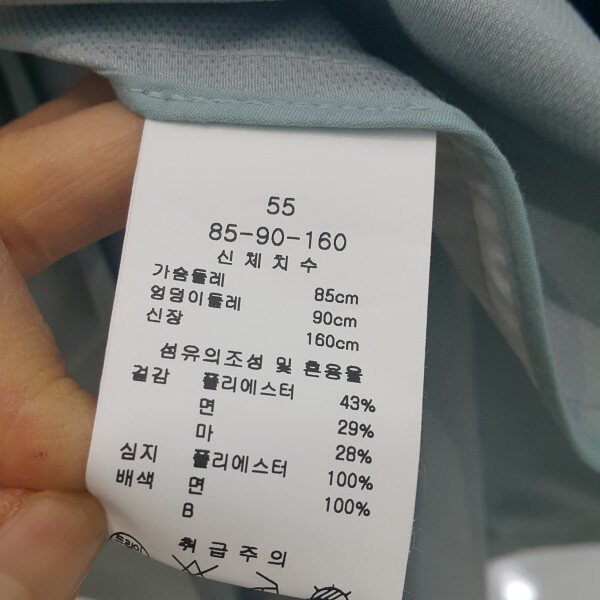 55
85-90-160
신체치수
가슴둘레 85cm
엉덩이둘레 90cm
신장 160cm
섬유의조성 및 혼용율
겉감 폴리에스터 43%
면 29%
마 28%
심지 폴리에스터 100%
배색 면 100%
B
취급주의
드라이